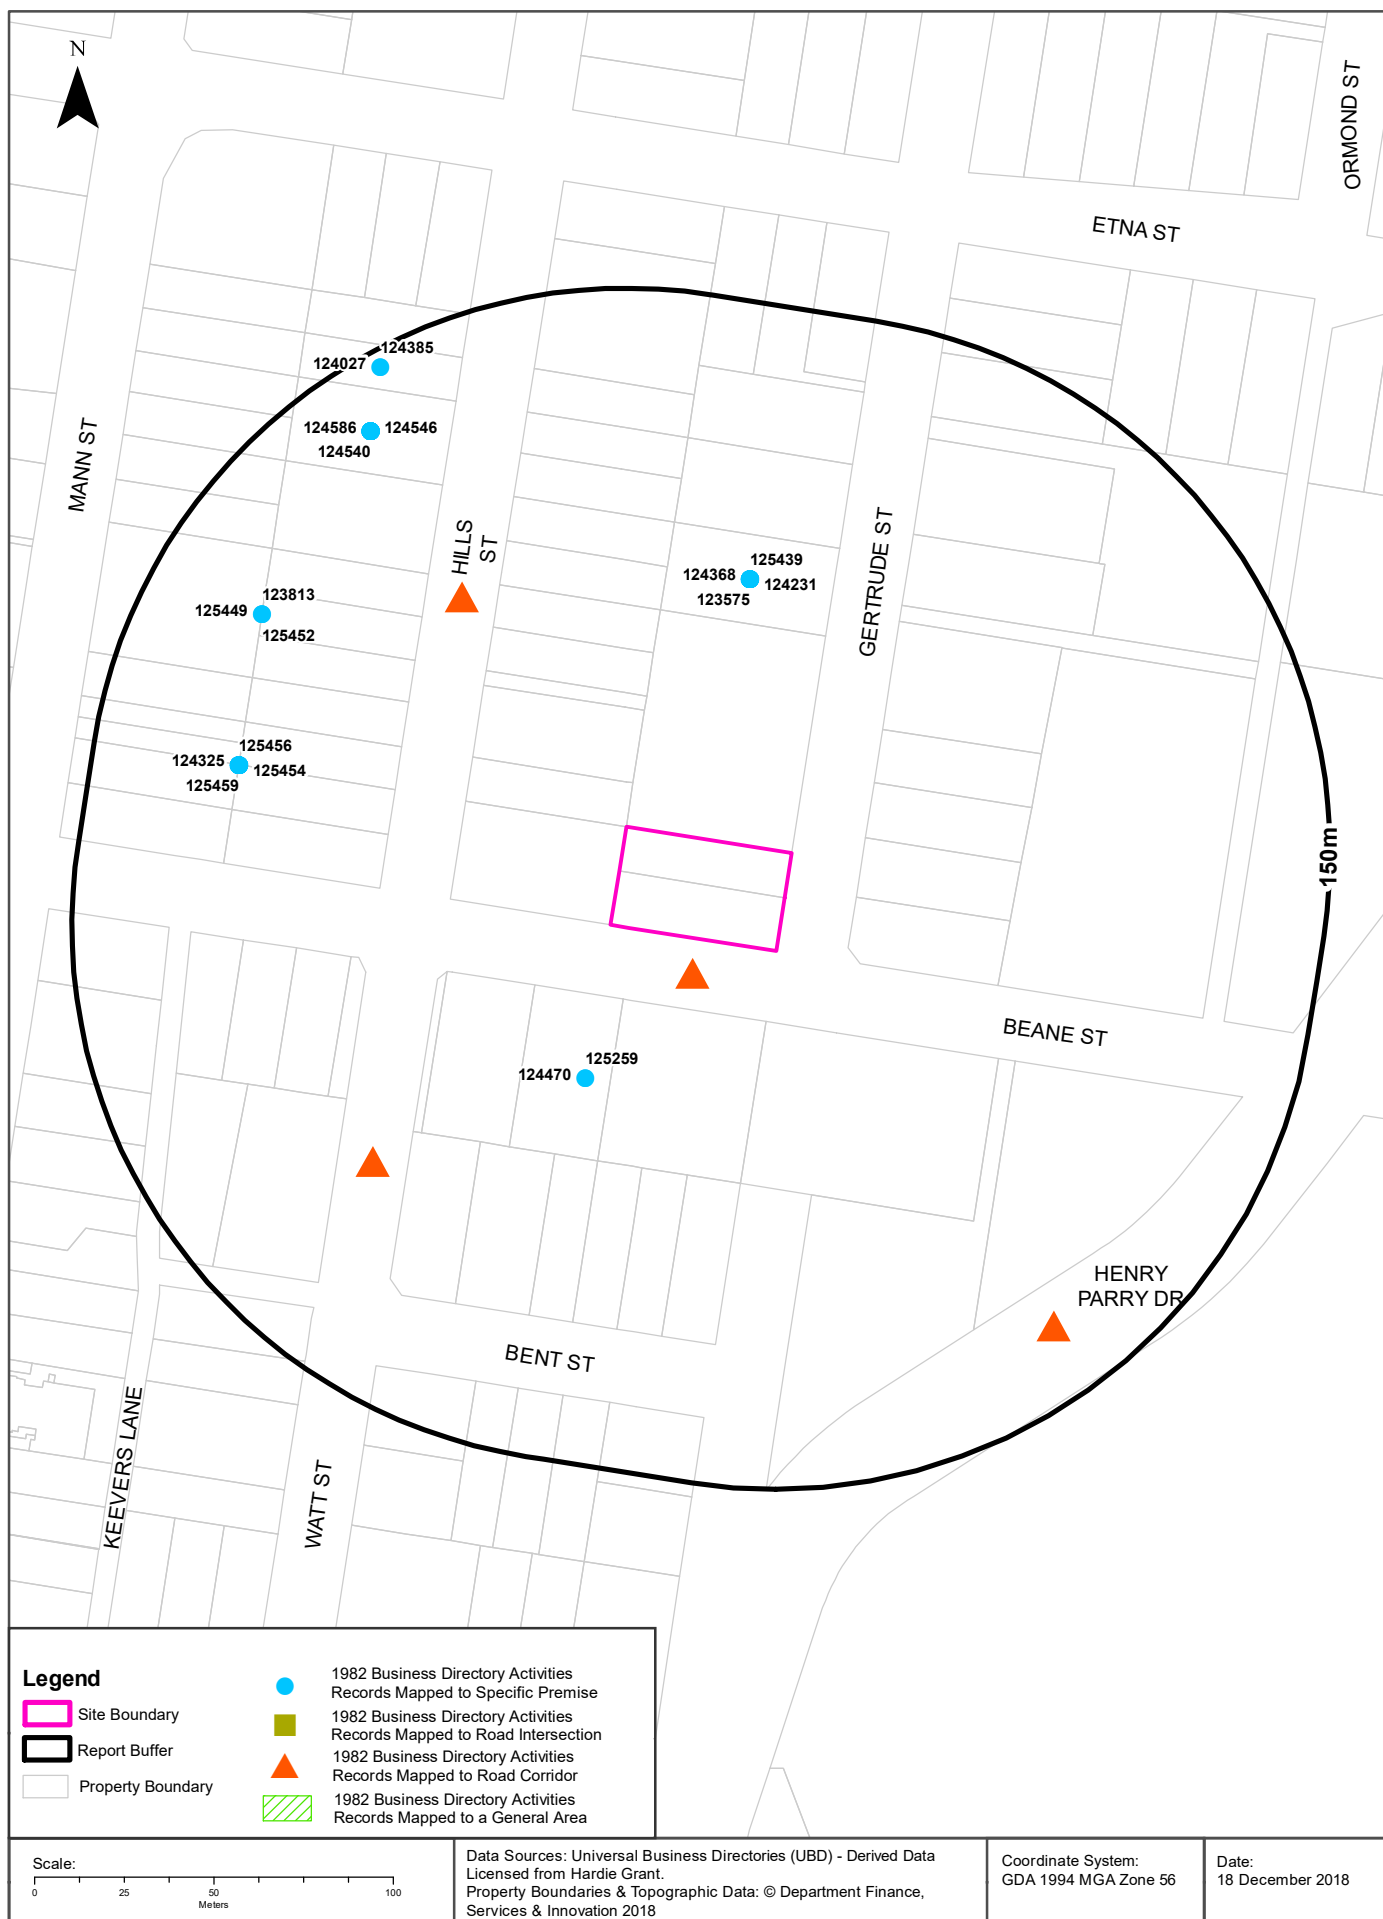 N
ORMOND ST
ETNA ST
124385
124027
124586
124546
124540
MANN ST
HILLS
ST
GERTRUDE ST
125439
124368
124231
123575
123813
125449
125452
125456
124325
125454
125459
150m
BEANE ST
125259
124470
HENRY
PARRY DR
BENT ST
KEEVERS LANE
WATT ST
Legend
Site Boundary
Report Buffer
Property Boundary
1982 Business Directory Activities
Records Mapped to Specific Premise
1982 Business Directory Activities
Records Mapped to Road Intersection
1982 Business Directory Activities
Records Mapped to Road Corridor
1982 Business Directory Activities
Records Mapped to a General Area
Scale:
0 25 50 100
Meters
Data Sources: Universal Business Directories (UBD) - Derived Data
Licensed from Hardie Grant.
Property Boundaries & Topographic Data: © Department Finance,
Services & Innovation 2018
Coordinate System:
GDA 1994 MGA Zone 56
Date:
18 December 2018